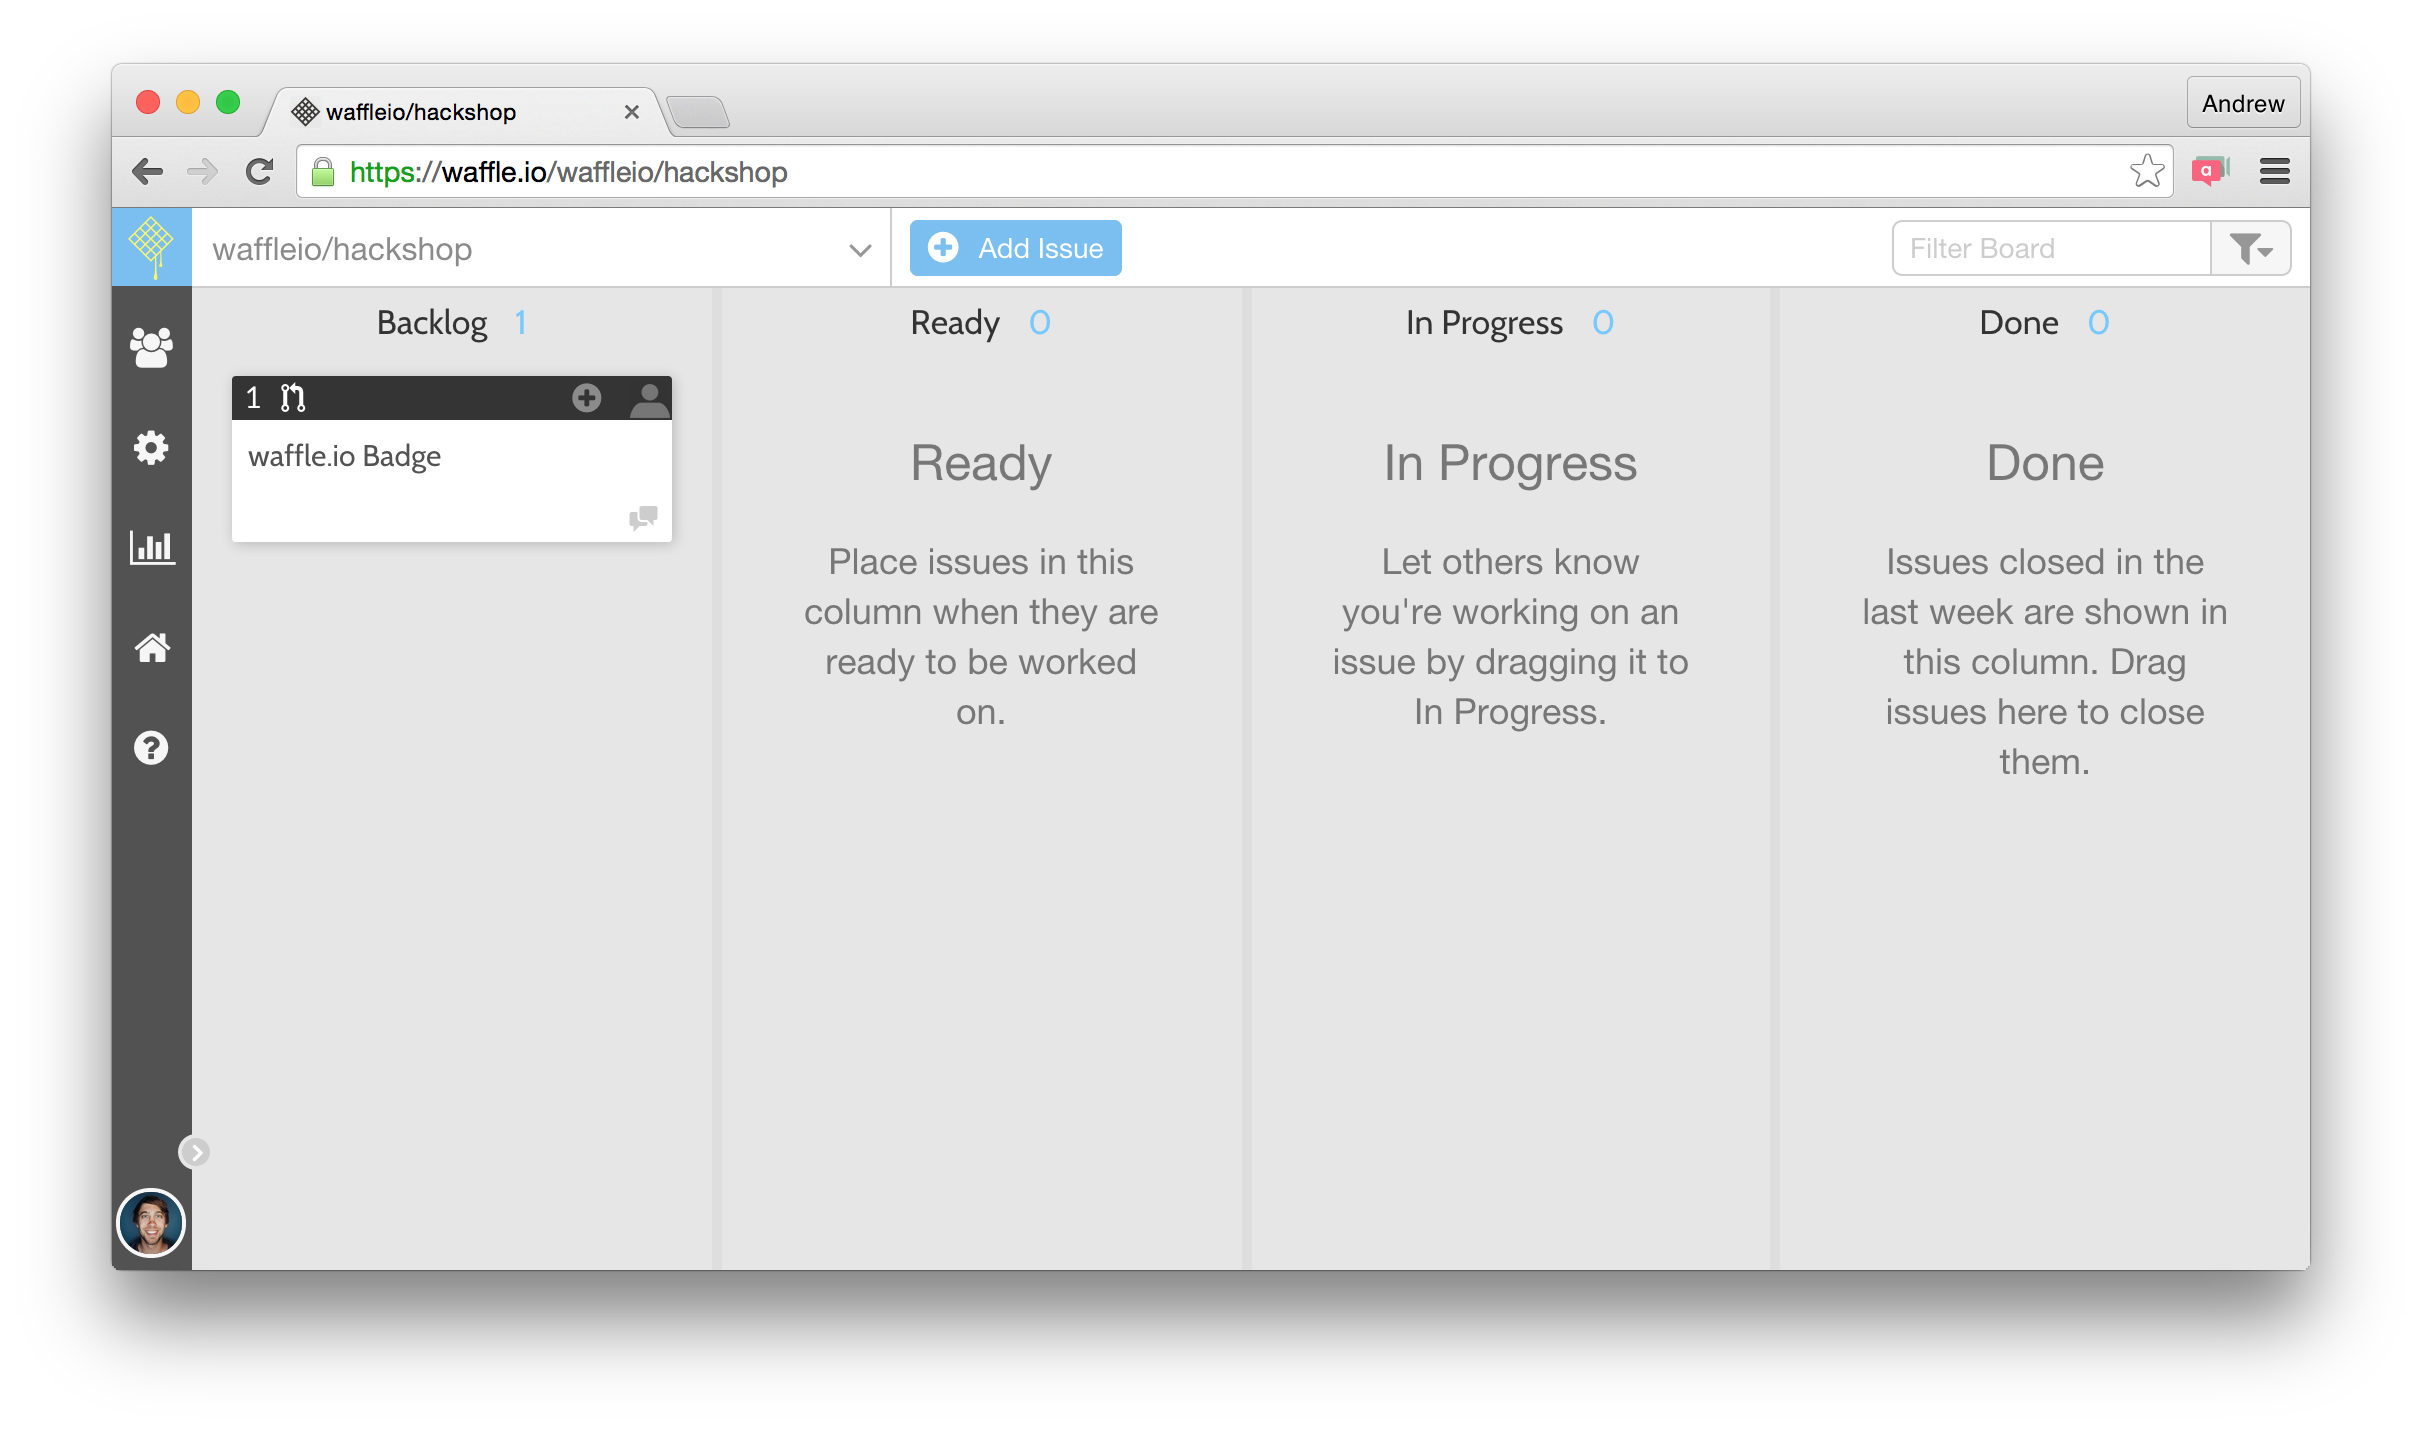 waffleio/hackshop
Andrew
https://waffle.io/waffleio/hackshop
a
waffleio/hackshop
Add Issue
Filter Board
Backlog 1
Ready 0
In Progress 0
Done 0
1
waffle.io Badge
Ready
Place issues in this
column when they are
ready to be worked
on.
In Progress
Let others know
you're working on an
issue by dragging it to
In Progress.
Done
Issues closed in the
last week are shown in
this column. Drag
issues here to close
them.